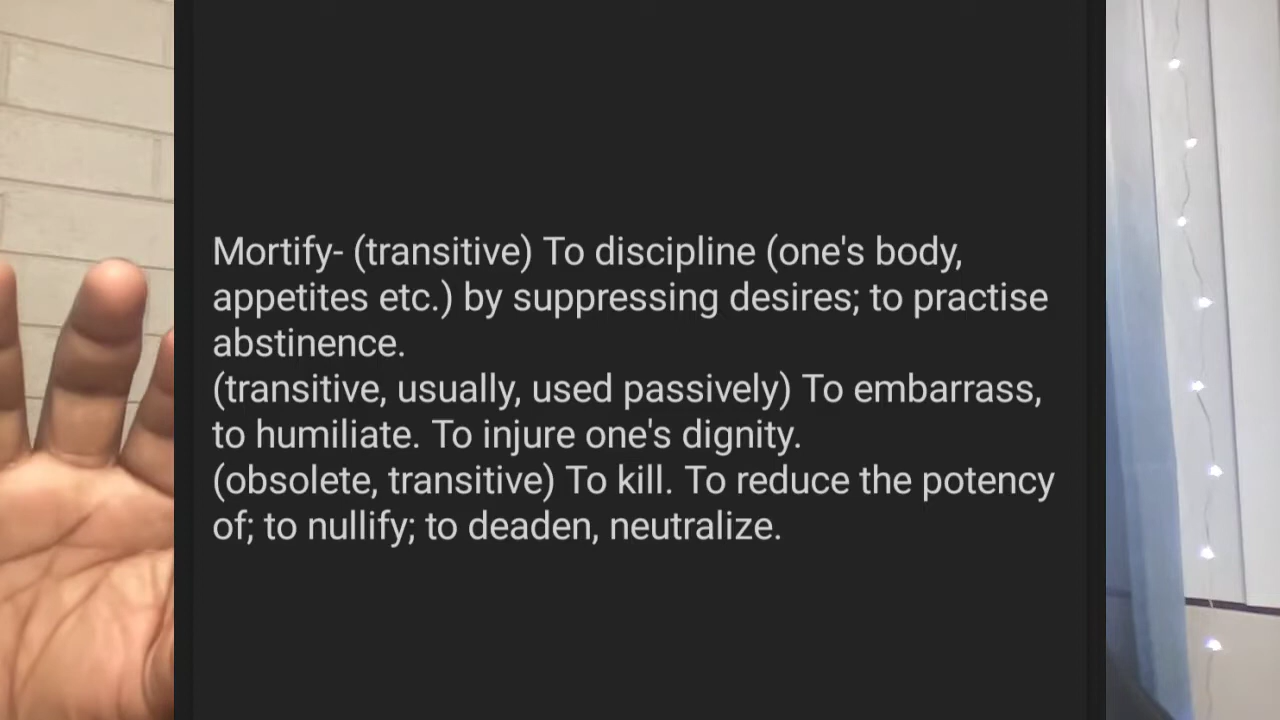 Mortify- (transitive) To discipline (one's body,
appetites etc.) by suppressing desires; to practise
abstinence.
(transitive, usually, used passively) To embarrass,
to humiliate. To injure one's dignity.
(obsolete, transitive) To kill. To reduce the potency
of; to nullify; to deaden, neutralize.